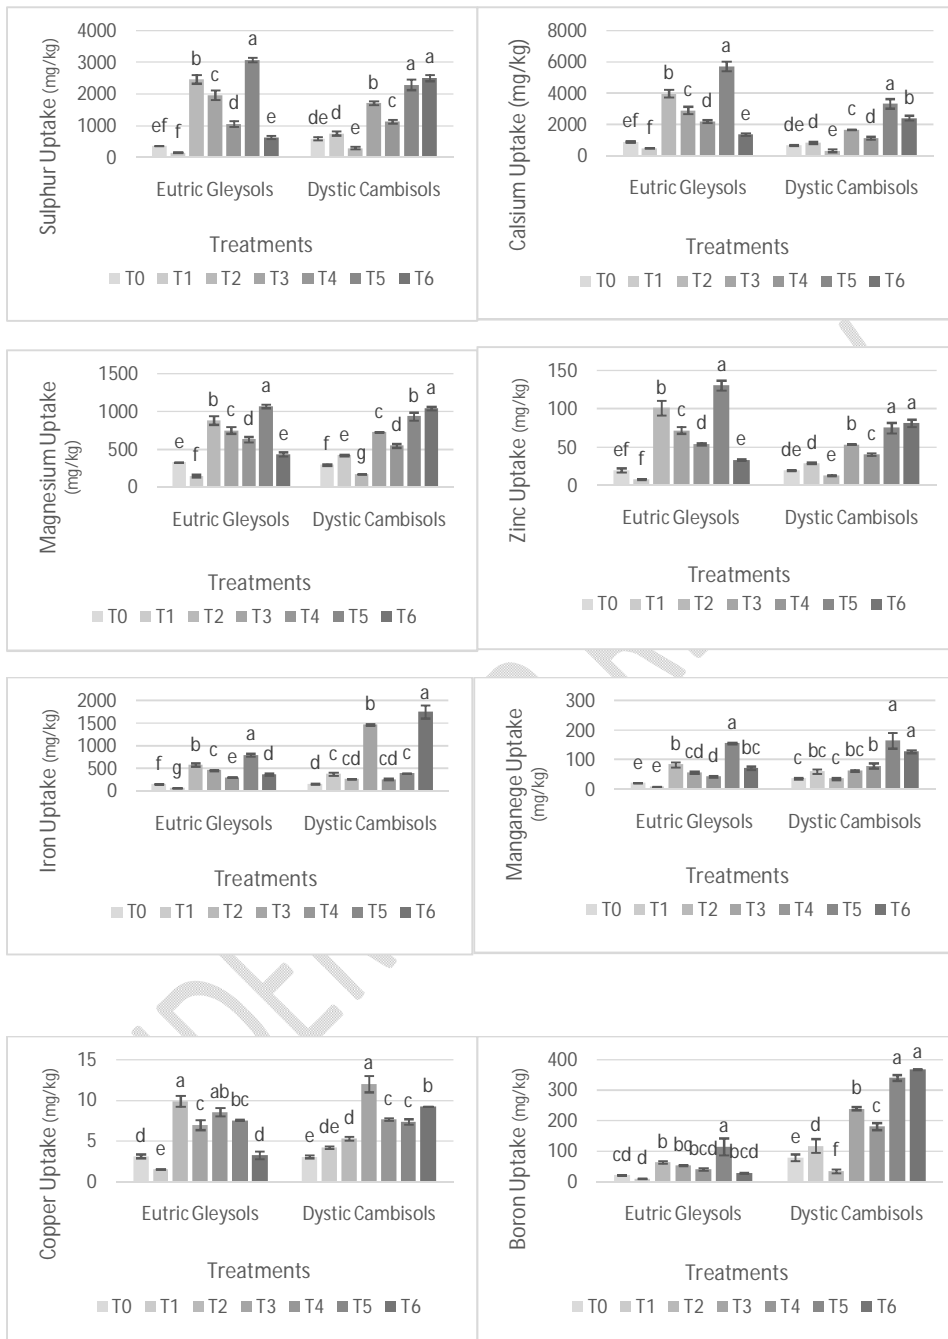 Sulphur Uptake (mg/kg)
4000
3000
2000
1000
0
ef f b c d a e
de d e b c a a
Eutric Gleysols Dystic Cambisols
Treatments
T0 T1 T2 T3 T4 T5 T6
Calsium Uptake (mg/kg)
8000
6000
4000
2000
0
ef f b c d a e
de d e c d a b
Eutric Gleysols Dystic Cambisols
Treatments
T0 T1 T2 T3 T4 T5 T6
Magnesium Uptake
(mg/kg)
1500
1000
500
0
e f b c d a e
f e g c d b a
Eutric Gleysols Dystic Cambisols
Treatments
T0 T1 T2 T3 T4 T5 T6
Zinc Uptake (mg/kg)
150
100
50
0
ef f b c d a e
de d e b c a a
Eutric Gleysols Dystic Cambisols
Treatments
T0 T1 T2 T3 T4 T5 T6
Iron Uptake (mg/kg)
2000
1500
1000
500
0
f g b c e a d
d c cd b cd c a
Eutric Gleysols Dystic Cambisols
Treatments
T0 T1 T2 T3 T4 T5 T6
Manganege Uptake
(mg/kg)
300
200
100
0
e e b cd d a bc
c bc c bc b a a
Eutric Gleysols Dystic Cambisols
Treatments
T0 T1 T2 T3 T4 T5 T6
Copper Uptake (mg/kg)
15
10
5
0
d e a c ab bc d
e de d a c c b
Eutric Gleysols Dystic Cambisols
Treatments
T0 T1 T2 T3 T4 T5 T6
Boron Uptake (mg/kg)
400
300
200
100
0
cd d b bc bcd a bcd
e d f b c a a
Eutric Gleysols Dystic Cambisols
Treatments
T0 T1 T2 T3 T4 T5 T6